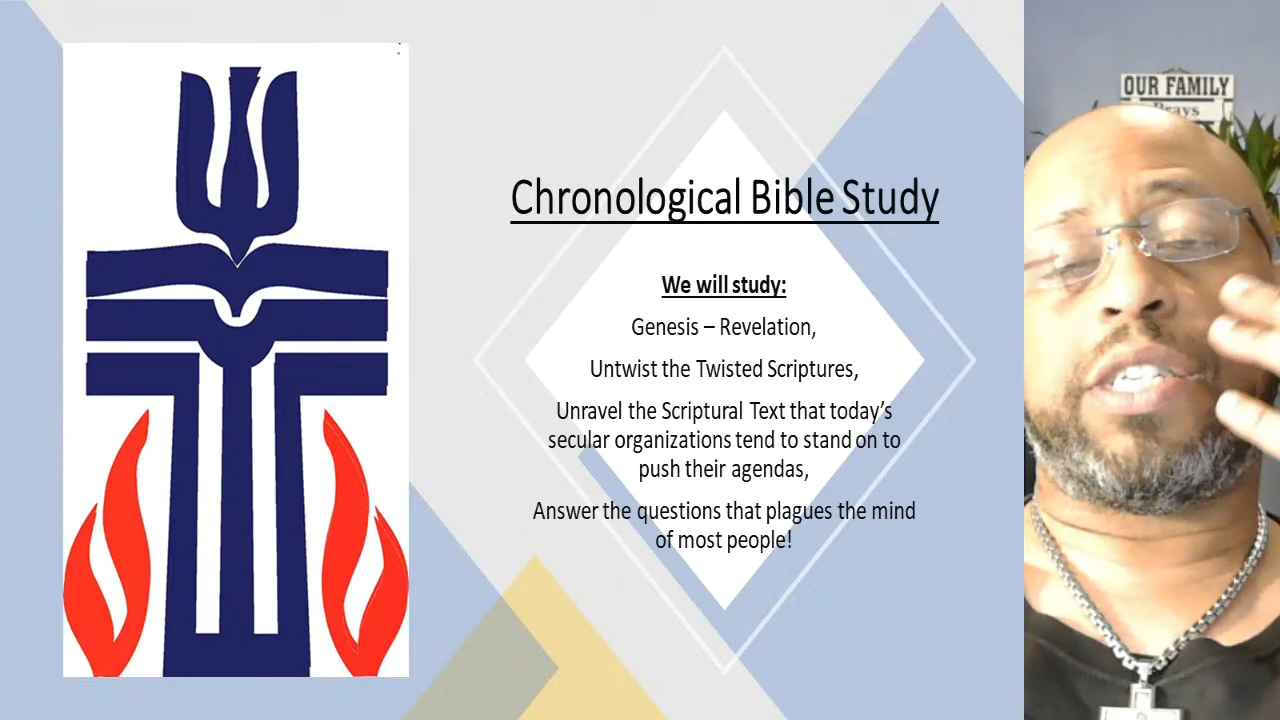 Chronological Bible Study
We will study:
Genesis – Revelation,
Untwist the Twisted Scriptures,
Unravel the Scriptural Text that today's
secular organizations tend to stand on to
push their agendas,
Answer the questions that plagues the mind
of most people!
OUR FAMILY
Prays